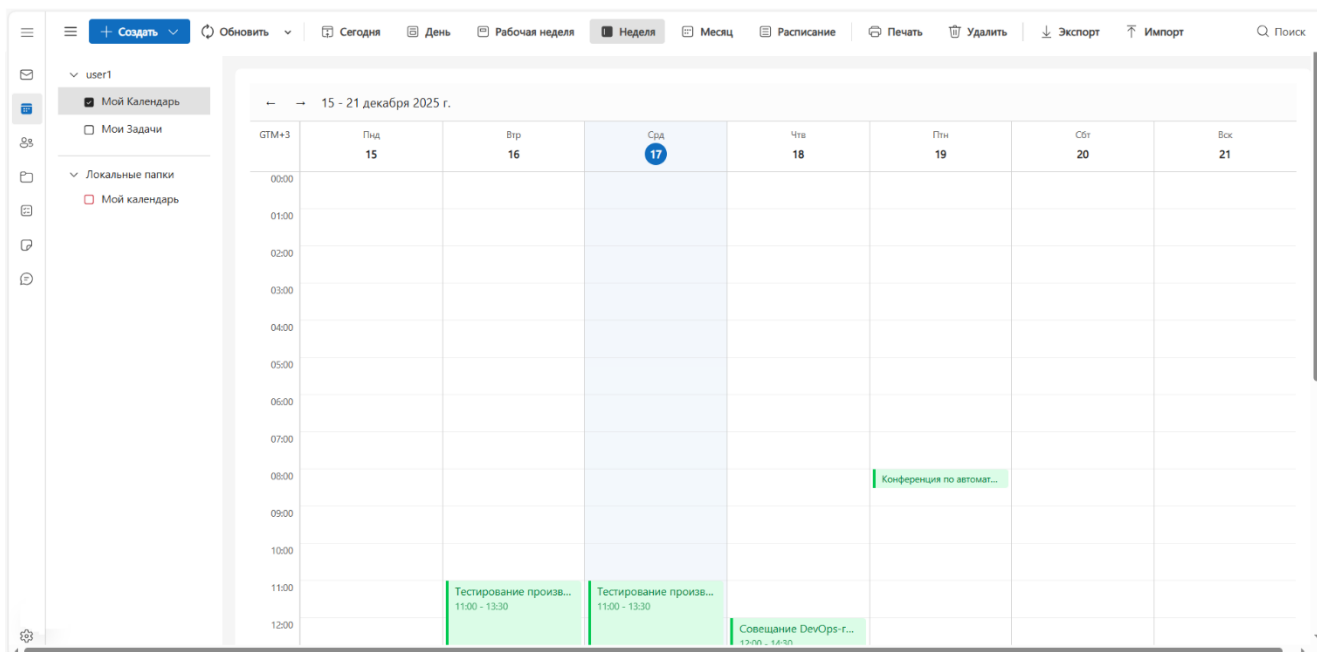 Создать Обновить Сегодня День Рабочая неделя Неделя Месяц Расписание Печать Удалить Экспорт Импорт Поиск
user1
Мой Календарь
Мои Задачи
Локальные папки
Мой календарь
15 - 21 декабря 2025 г.
GTM+3 Пнд Втр Срд Чтв Птн Сбт Вск
15 16 17 18 19 20 21
00:00
01:00
02:00
03:00
04:00
05:00
06:00
07:00
08:00
Конференция по автомат...
09:00
10:00
11:00
Тестирование произв... Тестирование произв...
11:00 - 13:30 11:00 - 13:30
12:00
Совещание DevOps-г...
12:00 - 14:30